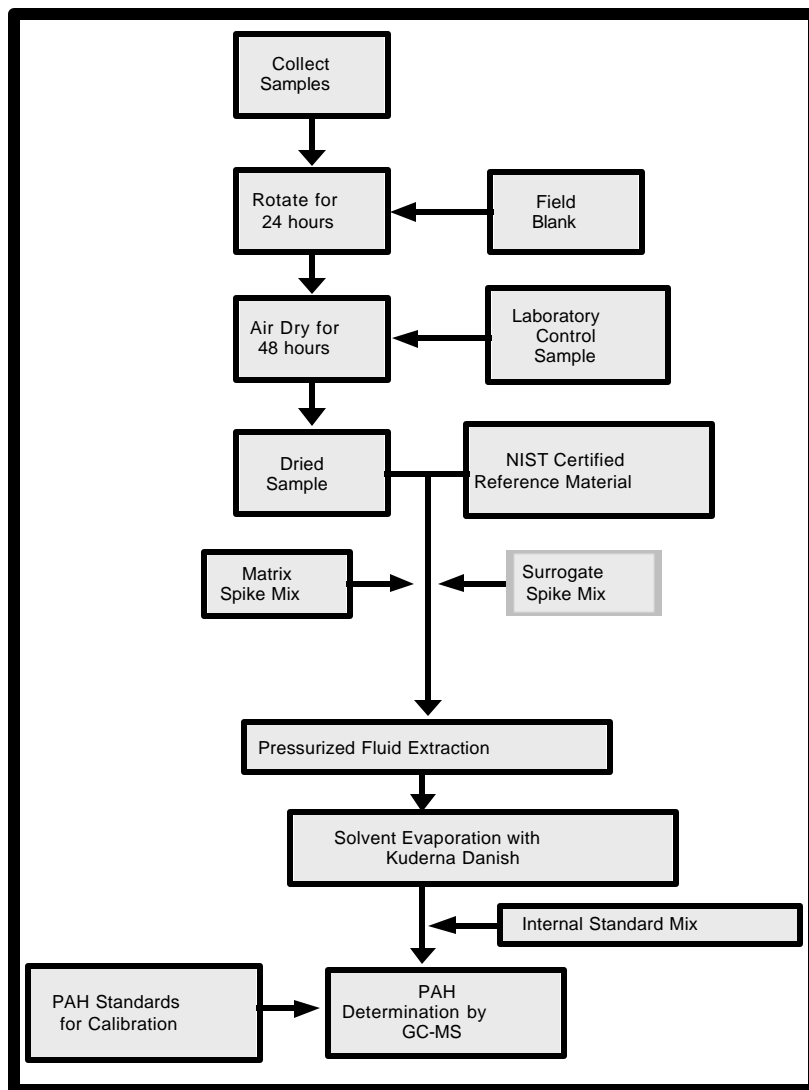 Collect
Samples
Rotate for
24 hours
Field
Blank
Air Dry for
48 hours
Laboratory
Control
Sample
Dried
Sample
NIST Certified
Reference Material
Matrix
Spike Mix
Surrogate
Spike Mix
Pressurized Fluid Extraction
Solvent Evaporation with
Kuderna Danish
Internal Standard Mix
PAH Standards
for Calibration
PAH
Determination by
GC-MS